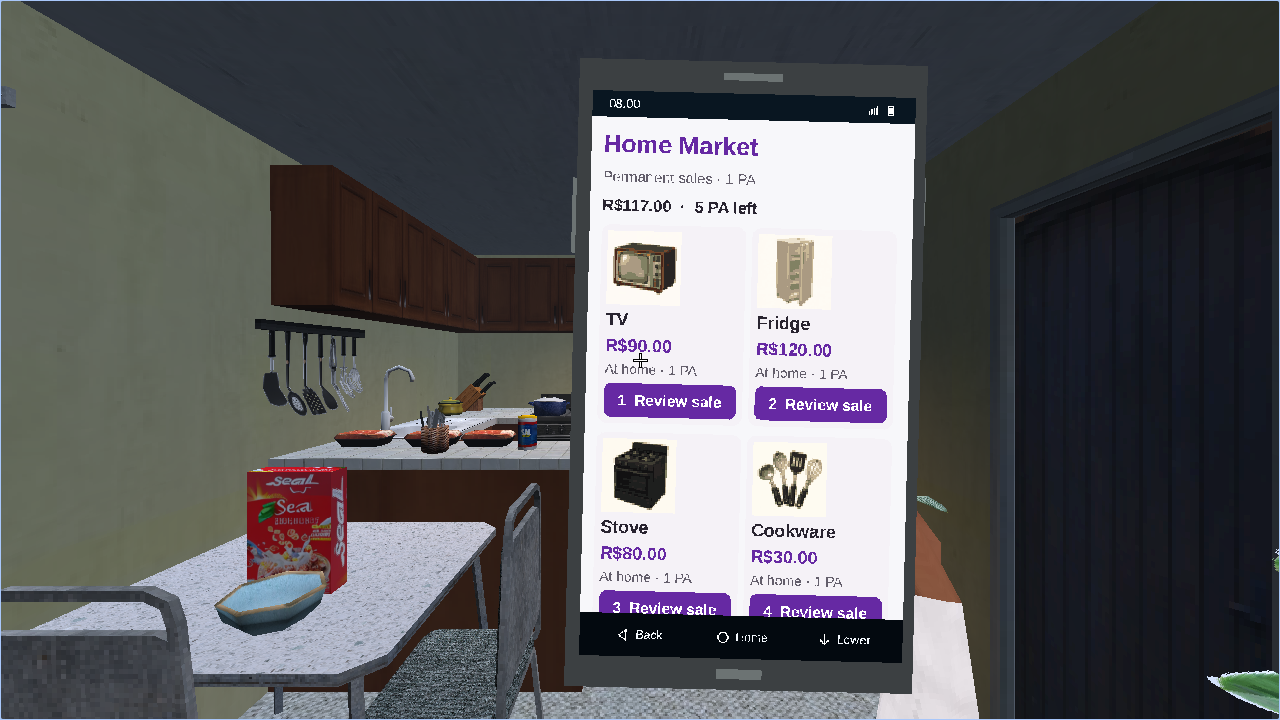 08.00
Home Market
Permanent sales · 1 PA
R$117.00 · 5 PA left
TV
R$90.00
At home · 1 PA
1 Review sale
Fridge
R$120.00
At home · 1 PA
2 Review sale
Stove
R$80.00
At home · 1 PA
3 Review sale
Cookware
R$30.00
At home · 1 PA
4 Review sale
Back
Home
Lower